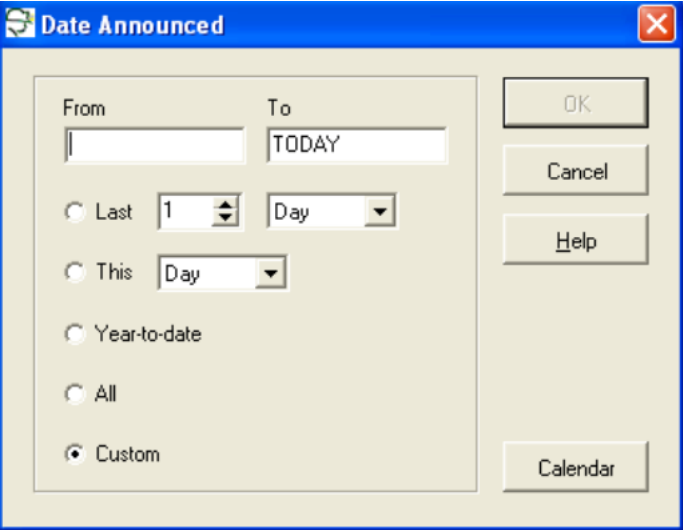 Date Announced
From To
TODAY
OK
Last 1 Day
Cancel
This Day
Help
Year-to-date
All
Custom
Calendar